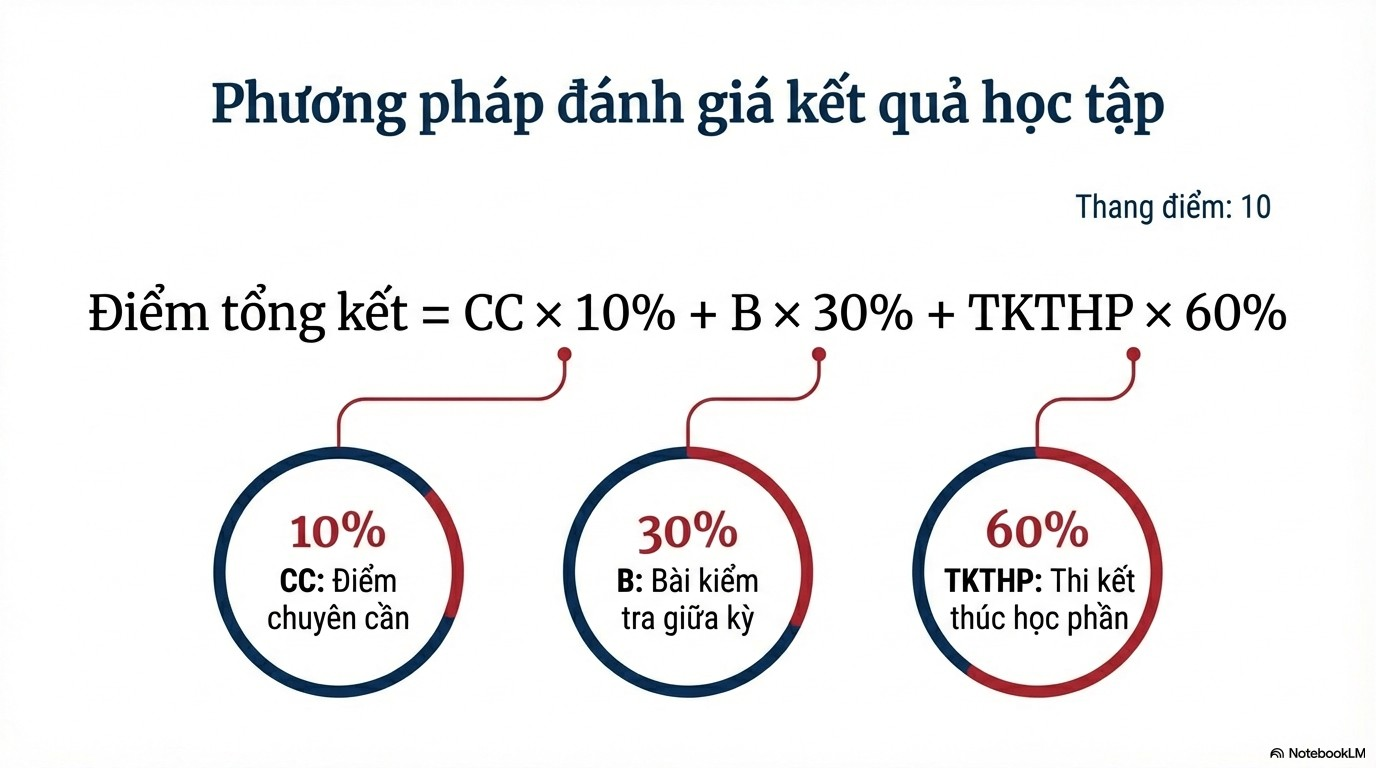 Phương pháp đánh giá kết quả học tập
Thang điểm: 10
Điểm tổng kết = CC × 10% + B × 30% + TKTHP × 60%
10%
CC: Điểm
chuyên cần
30%
B: Bài kiểm
tra giữa kỳ
60%
TKTHP: Thi kết
thúc học phần
NotebookLM